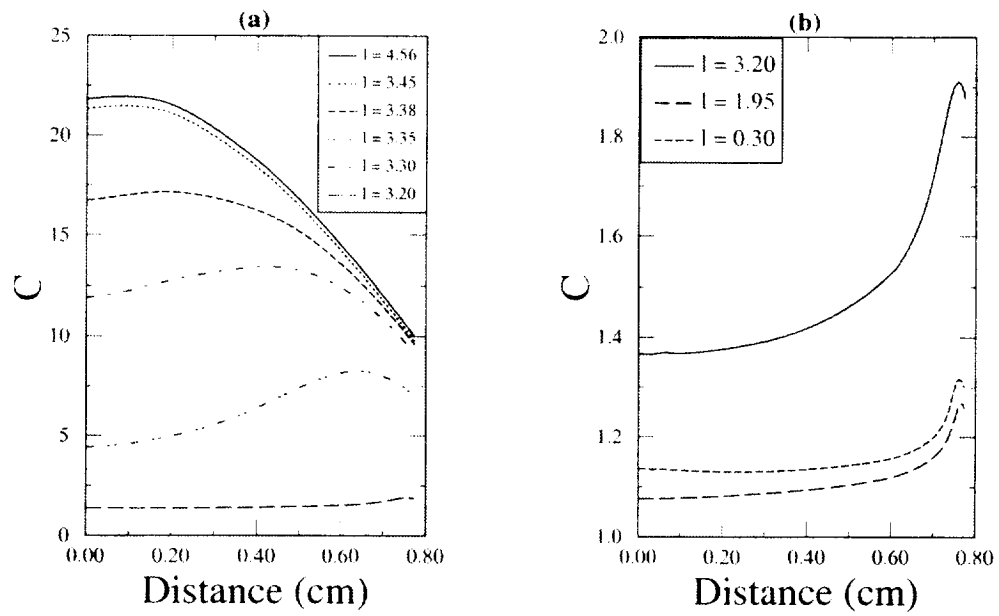 (a)
25
20
15
10
5
0
C
l = 4.56
l = 3.45
l = 3.38
l = 3.35
l = 3.30
l = 3.20
0.00 0.20 0.40 0.60 0.80
Distance (cm)
(b)
2.0
1.8
1.6
1.4
1.2
1.0
C
l = 3.20
l = 1.95
l = 0.30
0.00 0.20 0.40 0.60 0.80
Distance (cm)